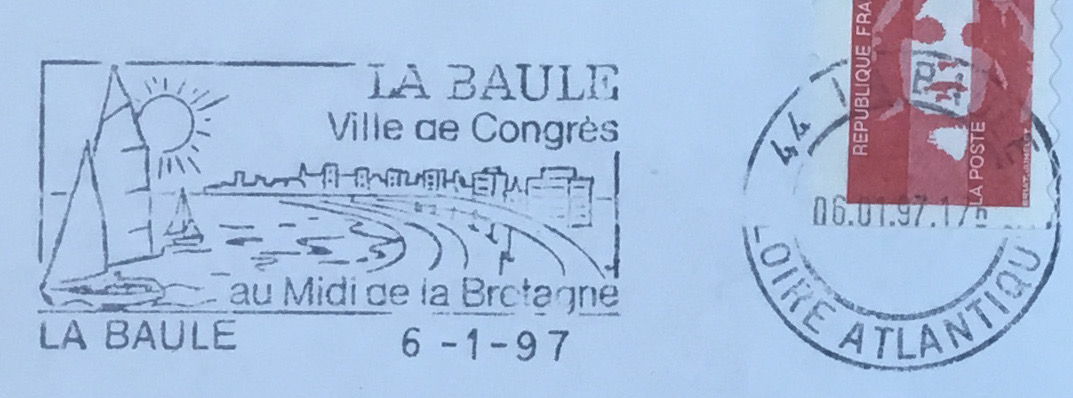 LA BAULE
Ville de Congrès
au Midi de la Bretagne
LA BAULE 6 -1-97
REPUBLIQUE FRA
LA POSTE
44
06.01.97.17H
LOIRE ATLANTIQU